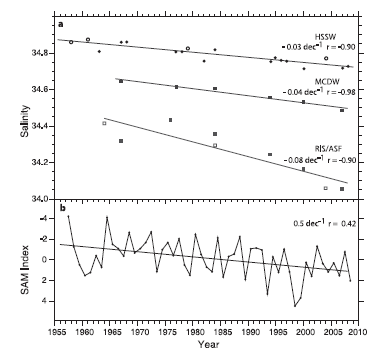 a
HSSW
- 0.03 dec⁻¹ r = -0.90
MCDW
- 0.04 dec⁻¹ r = -0.98
RIS/ASF
- 0.08 dec⁻¹ r = -0.90
34,8
34,6
34,4
34,2
34,0
Salinity
b
0.5 dec⁻¹ r = 0.42
-4
-2
0
2
4
SAM Index
1955 1960 1965 1970 1975 1980 1985 1990 1995 2000 2005 2010
Year